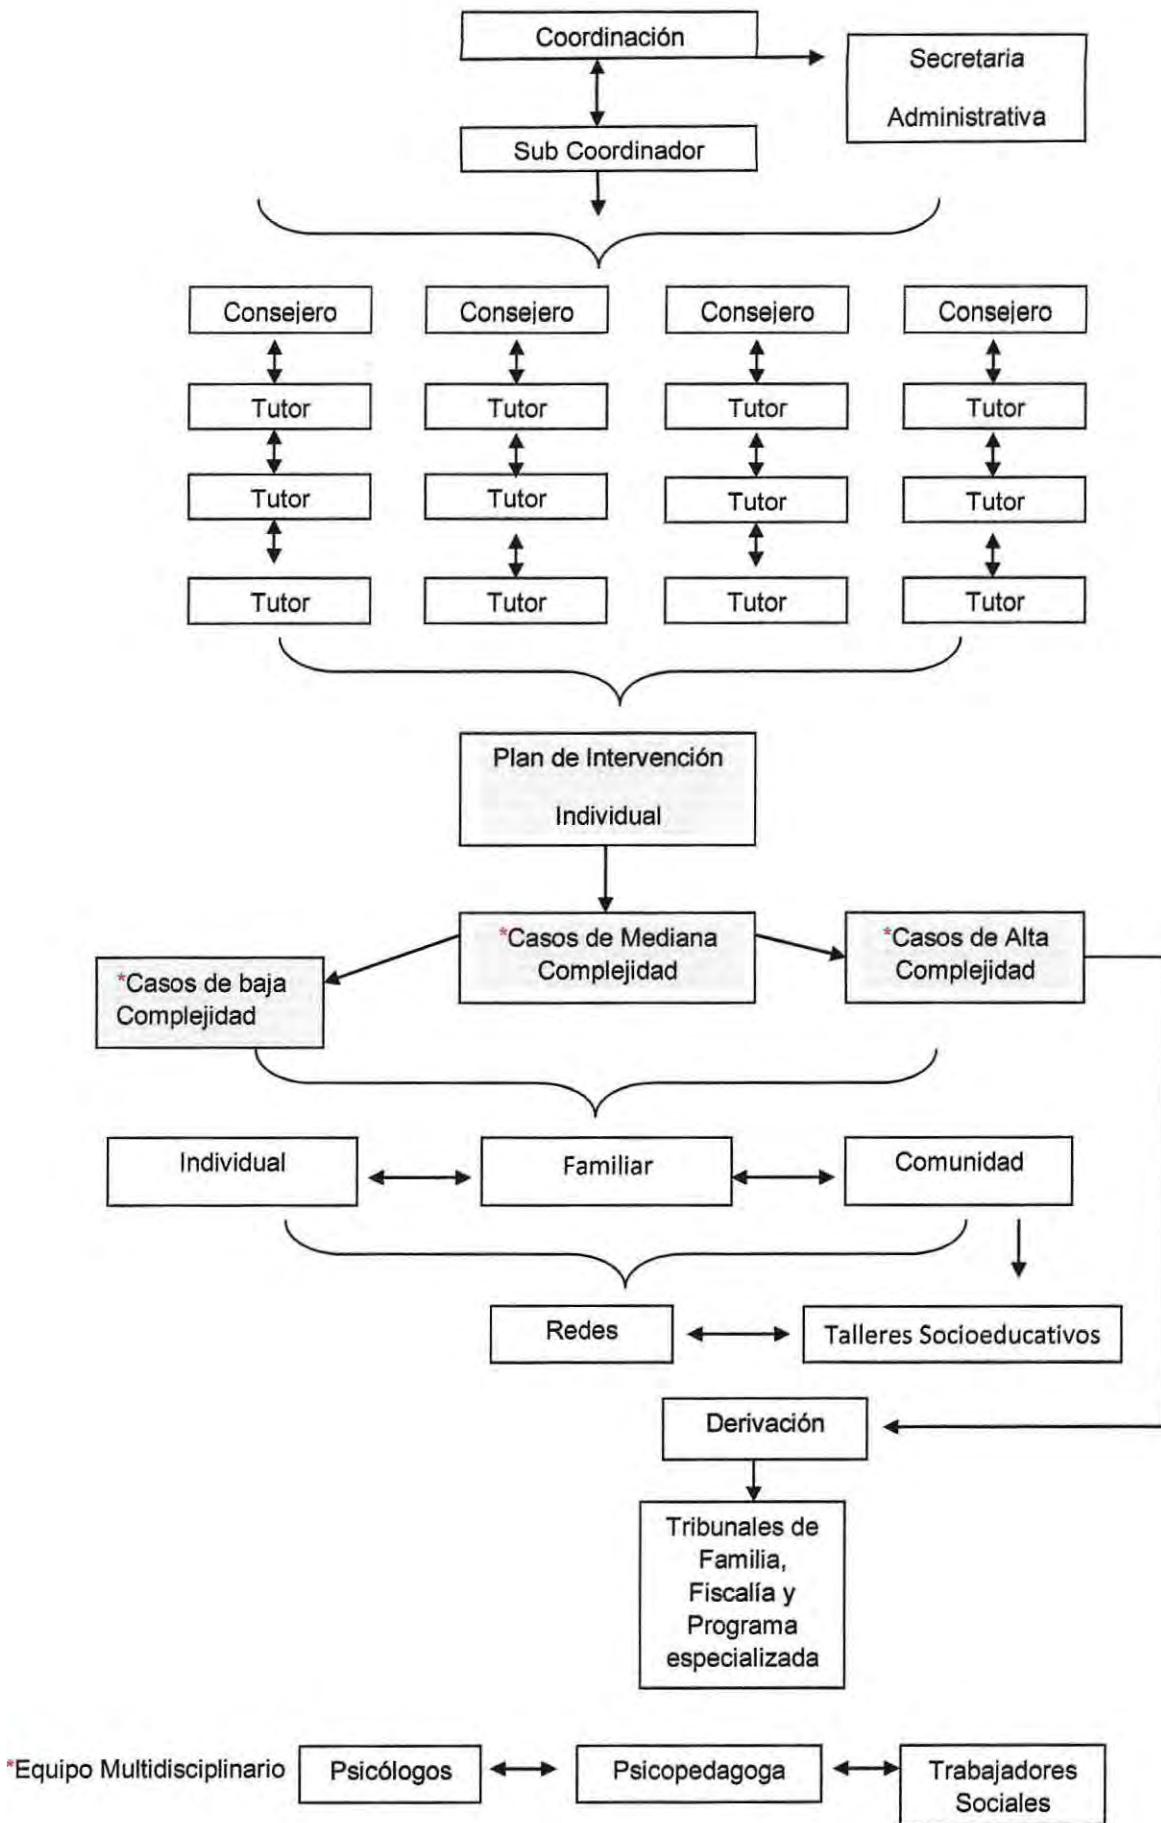 Coordinación
Secretaria
Administrativa
Sub Coordinador
Consejero
Consejero
Consejero
Consejero
Tutor
Tutor
Tutor
Tutor
Tutor
Tutor
Tutor
Tutor
Tutor
Tutor
Tutor
Tutor
Plan de Intervención
Individual
*Casos de baja
Complejidad
*Casos de Mediana
Complejidad
*Casos de Alta
Complejidad
Individual
Familiar
Comunidad
Redes
Talleres Socioeducativos
Derivación
Tribunales de
Familia,
Fiscalía y
Programa
especializada
*Equipo Multidisciplinario
Psicólogos
Psicopedagoga
Trabajadores
Sociales